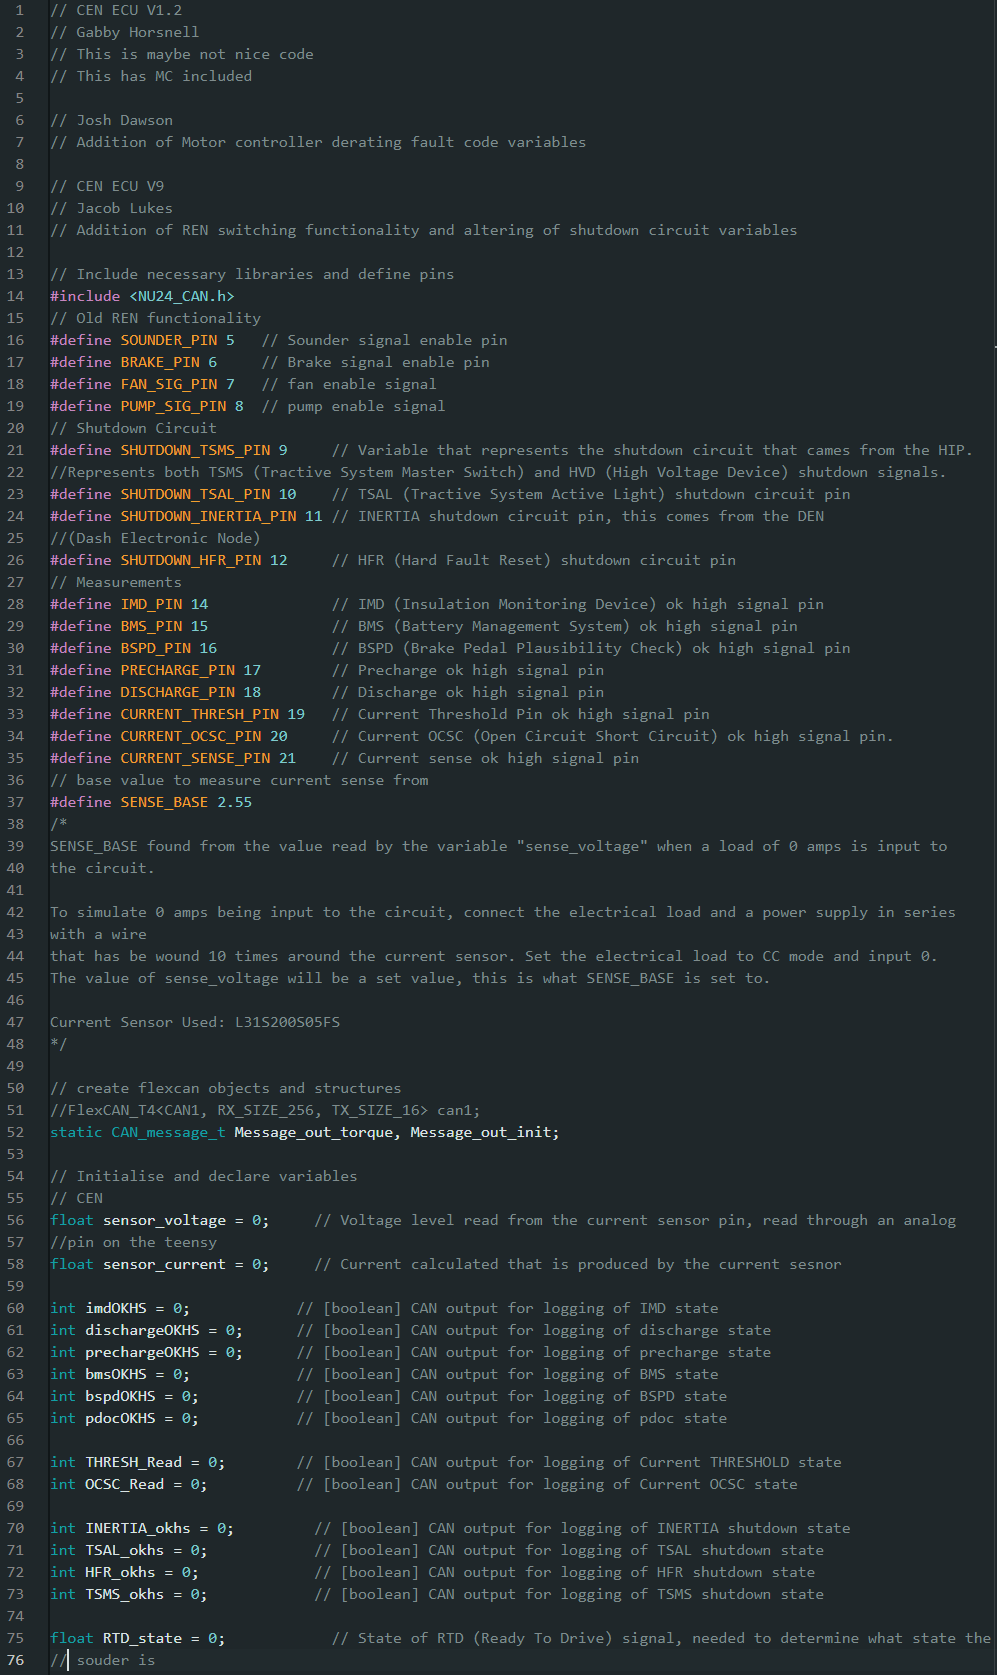 1 // CEN ECU V1.2
2 // Gabby Horsnell
3 // This is maybe not nice code
4 // This has MC included
5
6 // Josh Dawson
7 // Addition of Motor controller derating fault code variables
8
9 // CEN ECU V9
10 // Jacob Lukes
11 // Addition of REN switching functionality and altering of shutdown circuit variables
12
13 // Include necessary libraries and define pins
14 #include <NU24_CAN.h>
15 // Old REN functionality
16 #define SOUNDER_PIN 5 // Sounder signal enable pin
17 #define BRAKE_PIN 6 // Brake signal enable pin
18 #define FAN_SIG_PIN 7 // fan enable signal
19 #define PUMP_SIG_PIN 8 // pump enable signal
20 // Shutdown Circuit
21 #define SHUTDOWN_TSMS_PIN 9 // Variable that represents the shutdown circuit that cames from the HIP.
22 //Represents both TSMS (Tractive System Master Switch) and HVD (High Voltage Device) shutdown signals.
23 #define SHUTDOWN_TSAL_PIN 10 // TSAL (Tractive System Active Light) shutdown circuit pin
24 #define SHUTDOWN_INERTIA_PIN 11 // INERTIA shutdown circuit pin, this comes from the DEN
25 //(Dash Electronic Node)
26 #define SHUTDOWN_HFR_PIN 12 // HFR (Hard Fault Reset) shutdown circuit pin
27 // Measurements
28 #define IMD_PIN 14 // IMD (Insulation Monitoring Device) ok high signal pin
29 #define BMS_PIN 15 // BMS (Battery Management System) ok high signal pin
30 #define BSPD_PIN 16 // BSPD (Brake Pedal Plausibility Check) ok high signal pin
31 #define PRECHARGE_PIN 17 // Precharge ok high signal pin
32 #define DISCHARGE_PIN 18 // Discharge ok high signal pin
33 #define CURRENT_THRESH_PIN 19 // Current Threshold Pin ok high signal pin
34 #define CURRENT_OCSC_PIN 20 // Current OCSC (Open Circuit Short Circuit) ok high signal pin.
35 #define CURRENT_SENSE_PIN 21 // Current sense ok high signal pin
36 // base value to measure current sense from
37 #define SENSE_BASE 2.55
38 /*
39 SENSE_BASE found from the value read by the variable "sense_voltage" when a load of 0 amps is input to
40 the circuit.
41
42 To simulate 0 amps being input to the circuit, connect the electrical load and a power supply in series
43 with a wire
44 that has be wound 10 times around the current sensor. Set the electrical load to CC mode and input 0.
45 The value of sense_voltage will be a set value, this is what SENSE_BASE is set to.
46
47 Current Sensor Used: L31S200S05FS
48 */
49
50 // create flexcan objects and structures
51 //FlexCAN_T4<CAN1, RX_SIZE_256, TX_SIZE_16> can1;
52 static CAN_message_t Message_out_torque, Message_out_init;
53
54 // Initialise and declare variables
55 // CEN
56 float sensor_voltage = 0; // Voltage level read from the current sensor pin, read through an analog
57 //pin on the teensy
58 float sensor_current = 0; // Current calculated that is produced by the current sesnor
59
60 int imdOKHS = 0; // [boolean] CAN output for logging of IMD state
61 int dischargeOKHS = 0; // [boolean] CAN output for logging of discharge state
62 int prechargeOKHS = 0; // [boolean] CAN output for logging of precharge state
63 int bmsOKHS = 0; // [boolean] CAN output for logging of BMS state
64 int bspdOKHS = 0; // [boolean] CAN output for logging of BSPD state
65 int pdocOKHS = 0; // [boolean] CAN output for logging of pdoc state
66
67 int THRESH_Read = 0; // [boolean] CAN output for logging of Current THRESHOLD state
68 int OCSC_Read = 0; // [boolean] CAN output for logging of Current OCSC state
69
70 int INERTIA_okhs = 0; // [boolean] CAN output for logging of INERTIA shutdown state
71 int TSAL_okhs = 0; // [boolean] CAN output for logging of TSAL shutdown state
72 int HFR_okhs = 0; // [boolean] CAN output for logging of HFR shutdown state
73 int TSMS_okhs = 0; // [boolean] CAN output for logging of TSMS shutdown state
74
75 float RTD_state = 0; // State of RTD (Ready To Drive) signal, needed to determine what state the
76 // souder is